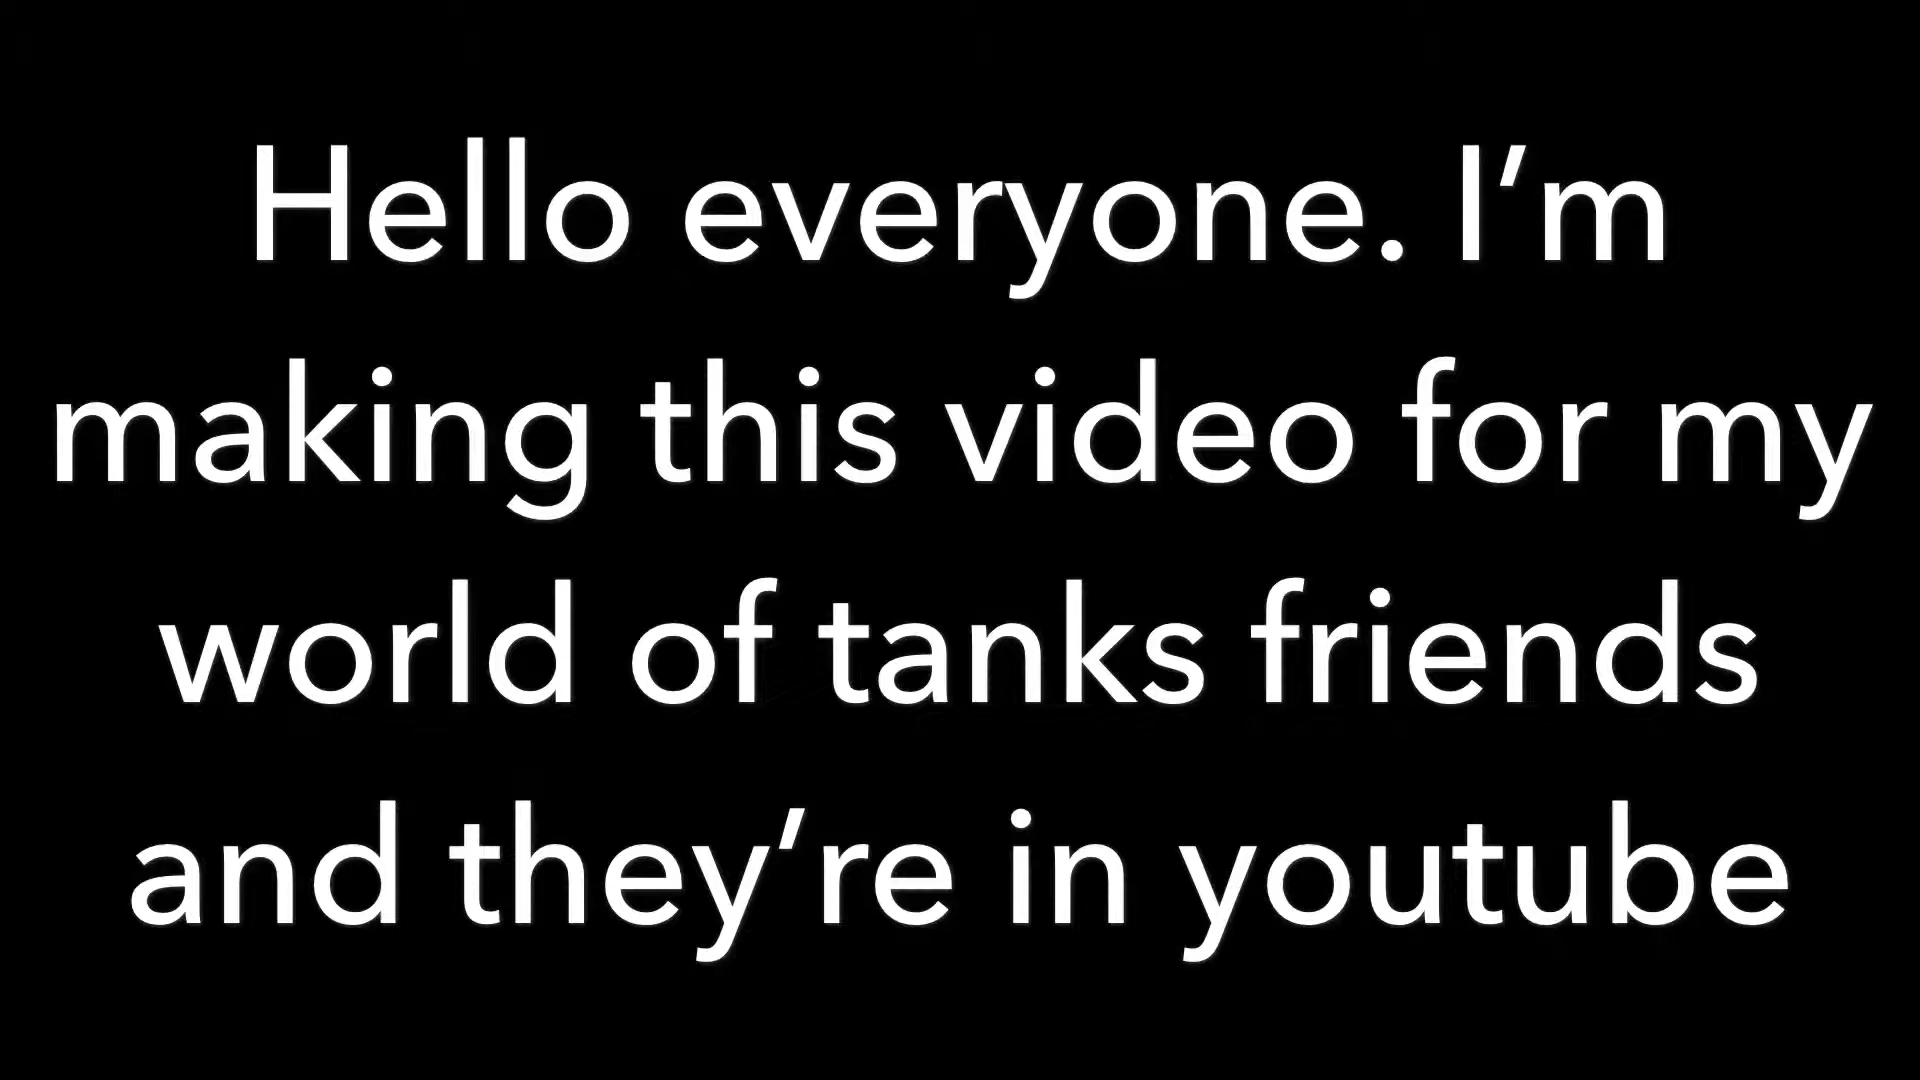 Hello everyone. I’m
making this video for my
world of tanks friends
and they’re in youtube